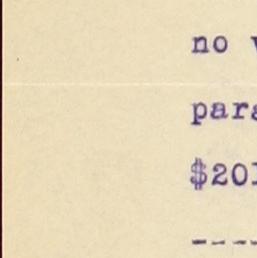 no
para
$20
----